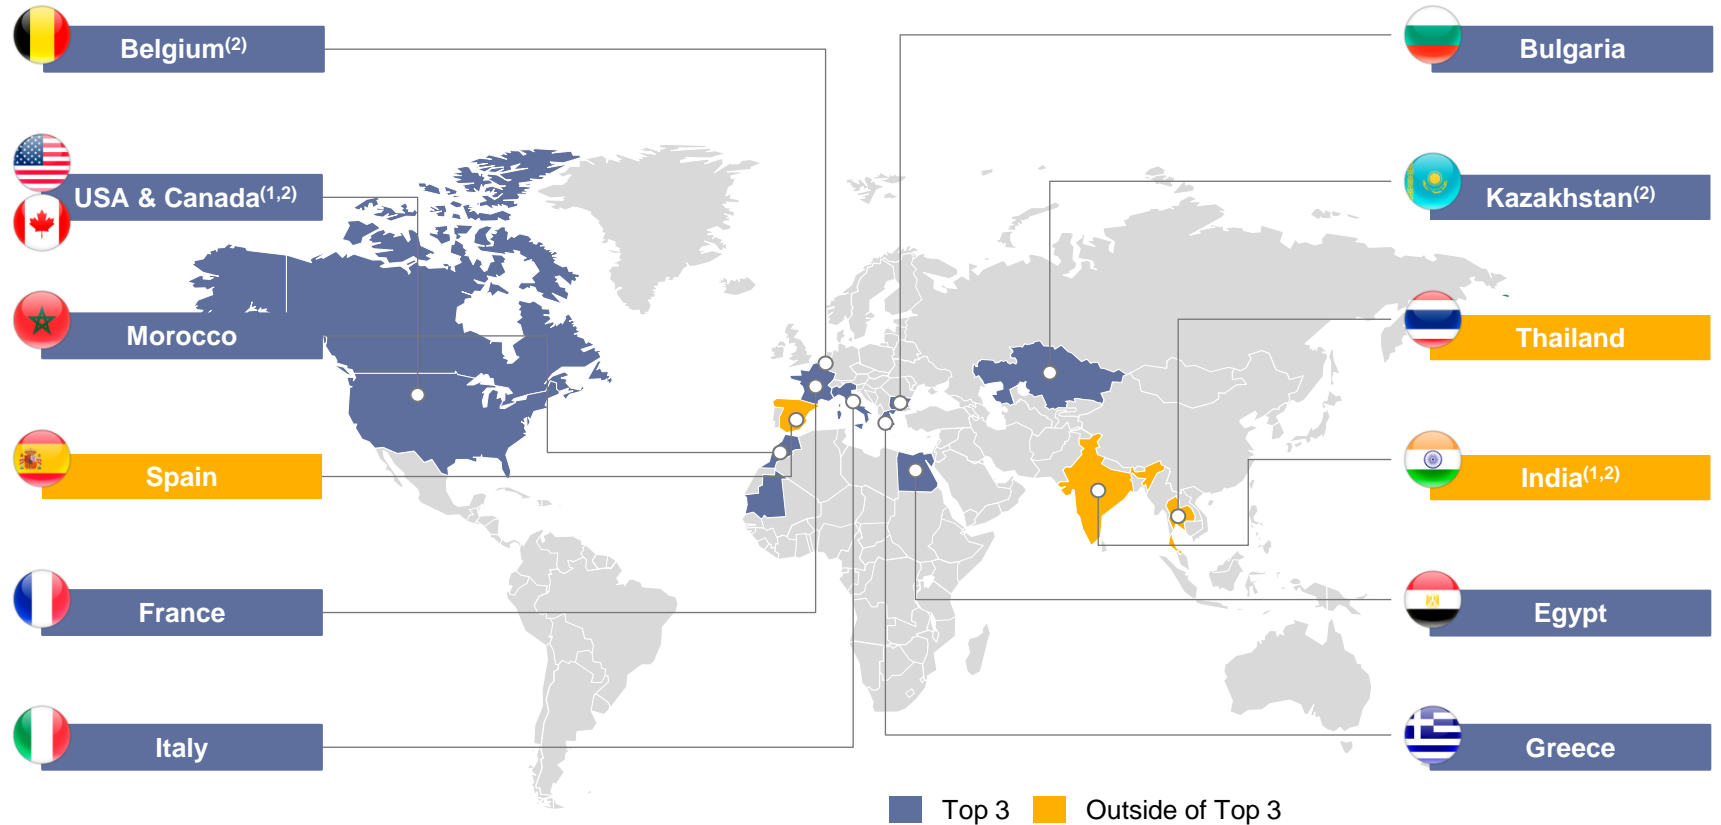 Belgium(2)
USA & Canada(1,2)
Morocco
Spain
France
Italy
Bulgaria
Kazakhstan(2)
Thailand
India(1,2)
Egypt
Greece
Top 3
Outside of Top 3